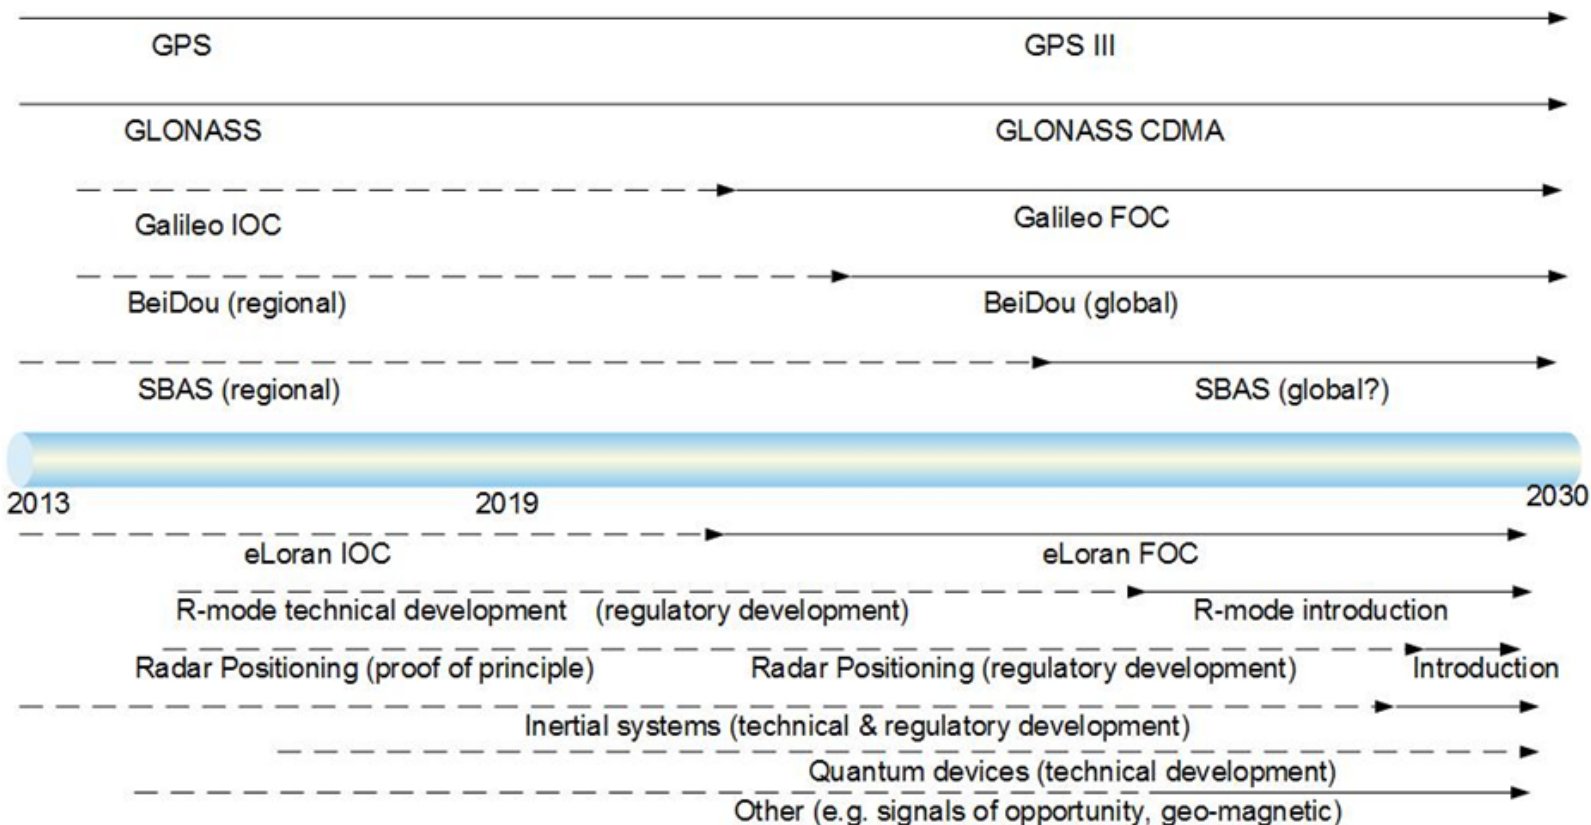 GPS GPS III
GLONASS GLONASS CDMA
Galileo IOC Galileo FOC
BeiDou (regional) BeiDou (global)
SBAS (regional) SBAS (global?)
2013 2019 2030
eLoran IOC eLoran FOC
R-mode technical development (regulatory development) R-mode introduction
Radar Positioning (proof of principle) Radar Positioning (regulatory development) Introduction
Inertial systems (technical & regulatory development)
Quantum devices (technical development)
Other (e.g. signals of opportunity, geo-magnetic)